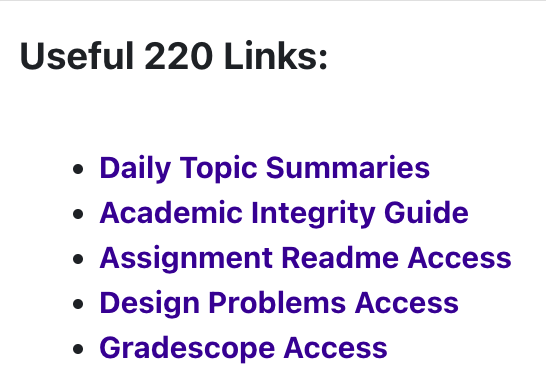 Useful 220 Links:
• Daily Topic Summaries
• Academic Integrity Guide
• Assignment Readme Access
• Design Problems Access
• Gradescope Access